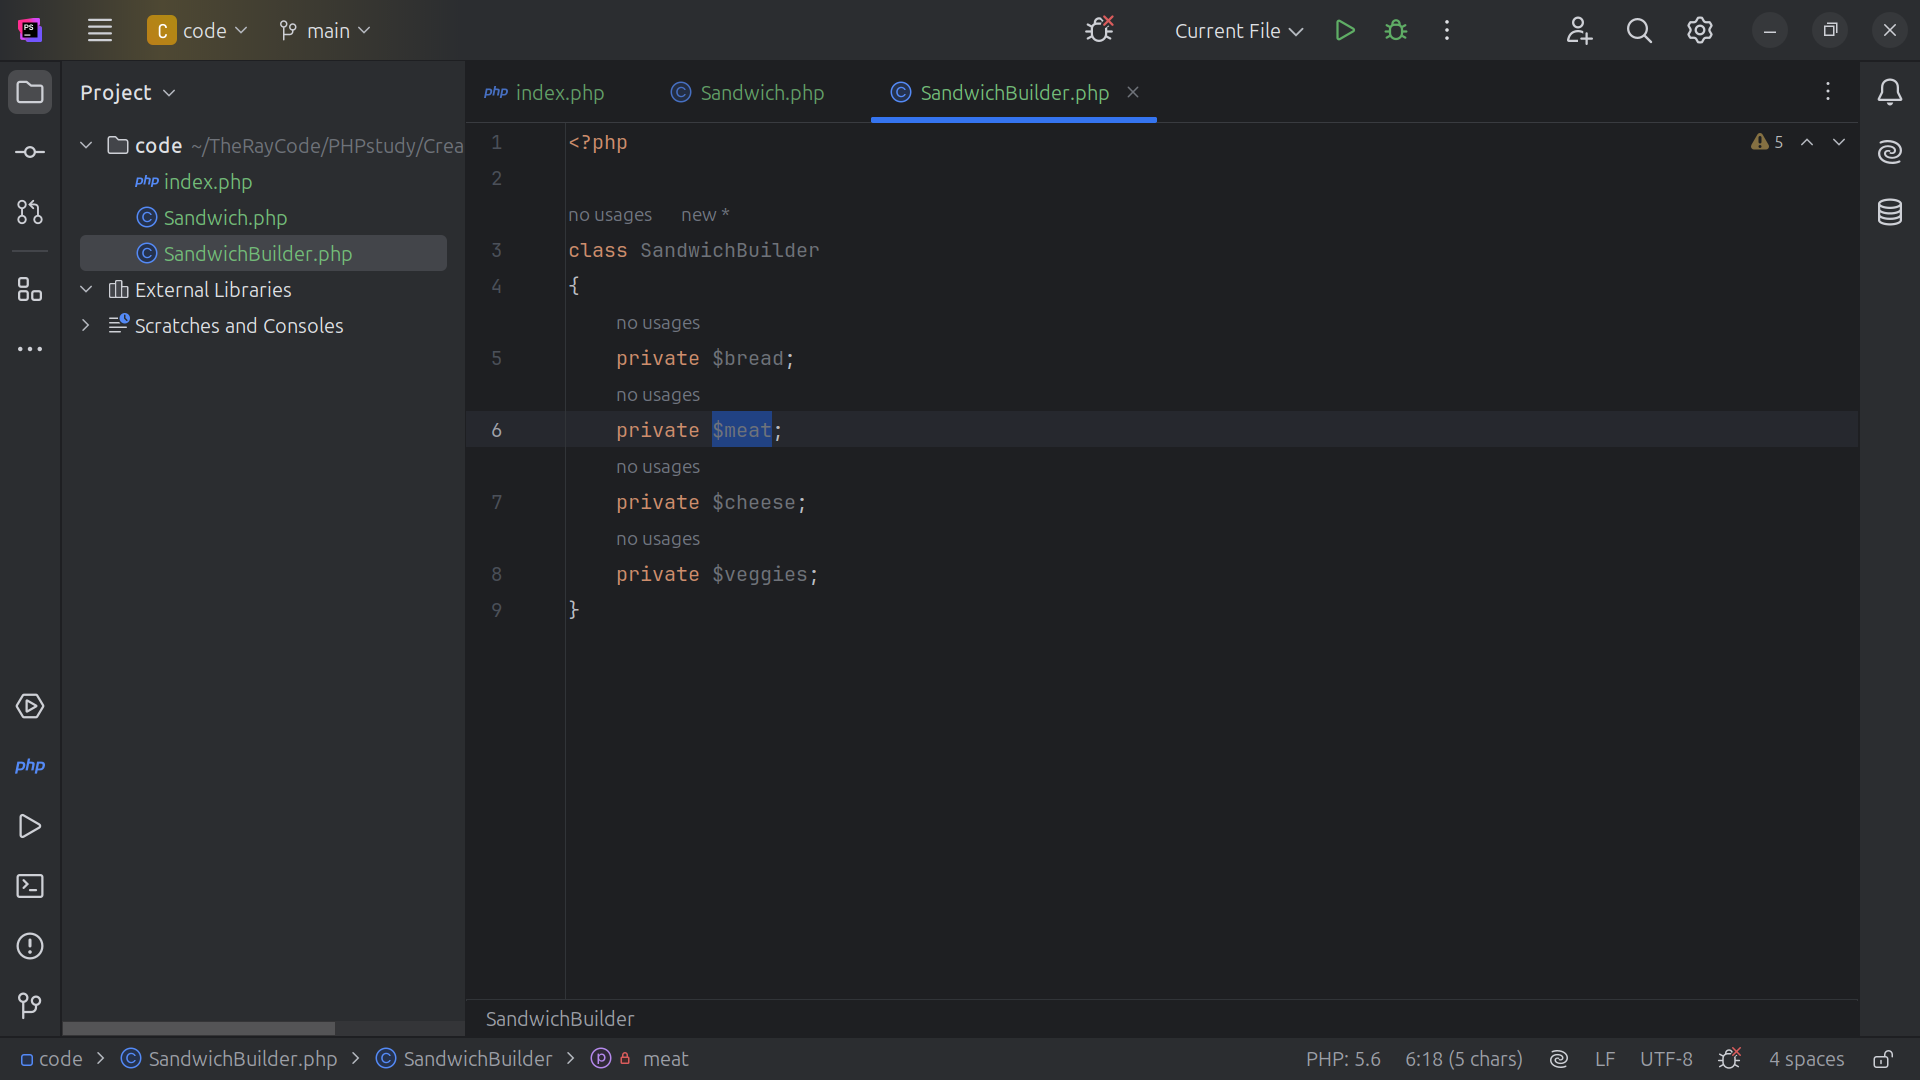 PS
C code main Current File
Project
code ~/TheRayCode/PHPstudy/Crea
php index.php
C Sandwich.php
C SandwichBuilder.php
External Libraries
Scratches and Consoles
php
php index.php C Sandwich.php C SandwichBuilder.php
5
1 <?php
2
no usages new *
3 class SandwichBuilder
4 {
no usages
5 private $bread;
no usages
6 private $meat;
no usages
7 private $cheese;
no usages
8 private $veggies;
9 }
SandwichBuilder
code > C SandwichBuilder.php > C SandwichBuilder > p meat PHP: 5.6 6:18 (5 chars) LF UTF-8 4 spaces